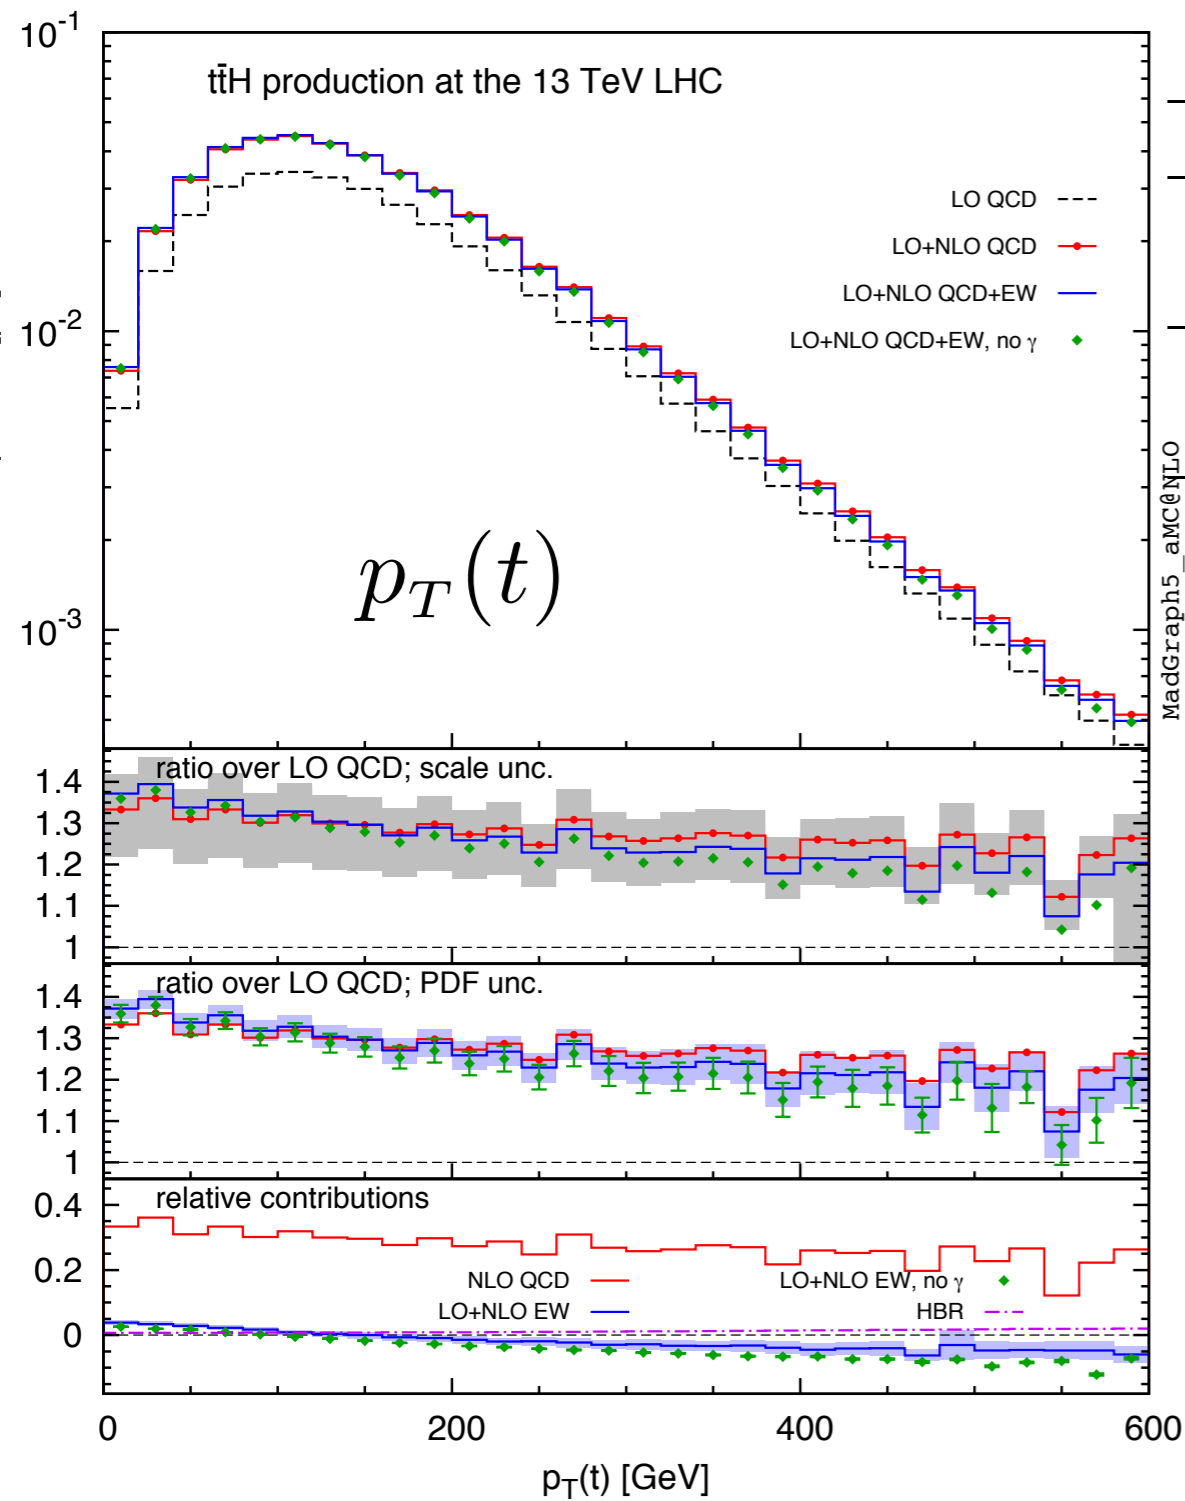 10^-1
tt̄H production at the 13 TeV LHC
LO QCD
LO+NLO QCD
LO+NLO QCD+EW
LO+NLO QCD+EW, no γ
10^-2
p_T(t)
10^-3
MadGraph5_aMC@NLO
ratio over LO QCD; scale unc.
1.4
1.3
1.2
1.1
1
ratio over LO QCD; PDF unc.
1.4
1.3
1.2
1.1
1
relative contributions
0.4
0.2
NLO QCD
LO+NLO EW, no γ
LO+NLO EW
HBR
0
0 200 400 600
p_T(t) [GeV]